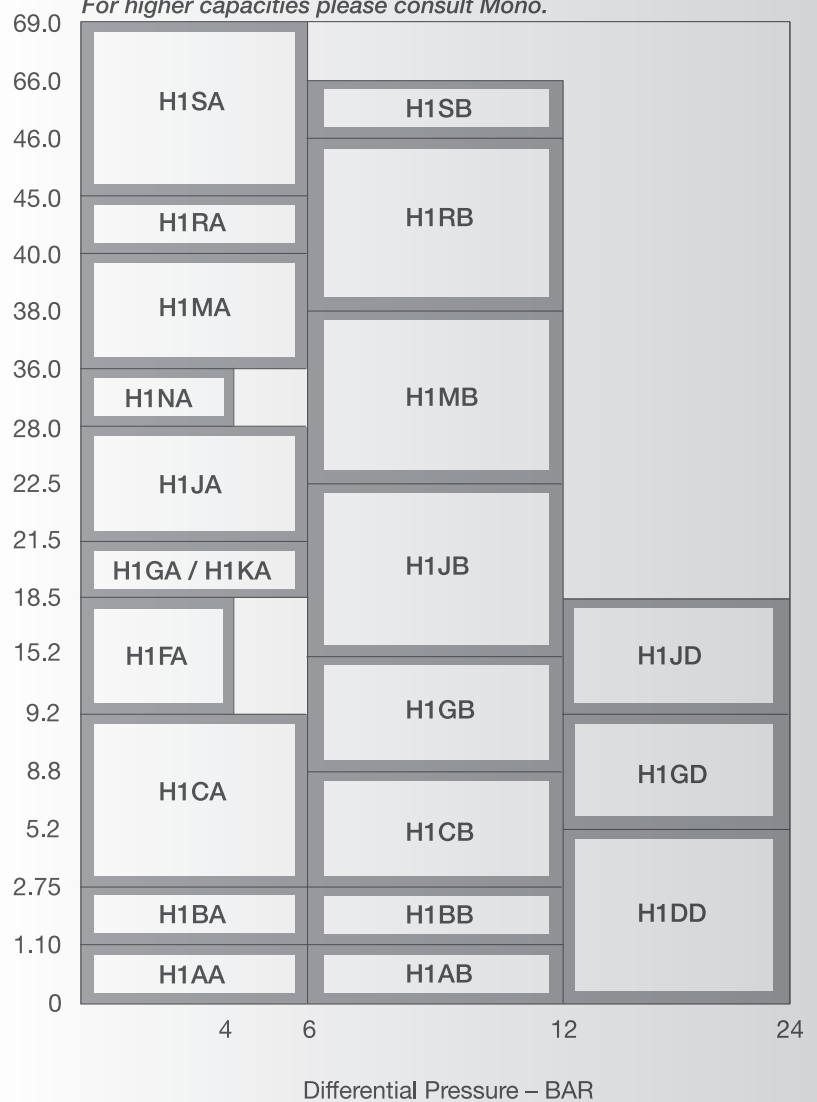 For higher capacities please consult Mono.
69.0
66.0
46.0
45.0
40.0
38.0
36.0
28.0
22.5
21.5
18.5
15.2
9.2
8.8
5.2
2.75
1.10
0
H1SA
H1RA
H1MA
H1NA
H1JA
H1GA / H1KA
H1FA
H1CA
H1BA
H1AA
H1SB
H1RB
H1MB
H1JB
H1GB
H1CB
H1BB
H1AB
H1JD
H1GD
H1DD
4 6 12 24
Differential Pressure – BAR